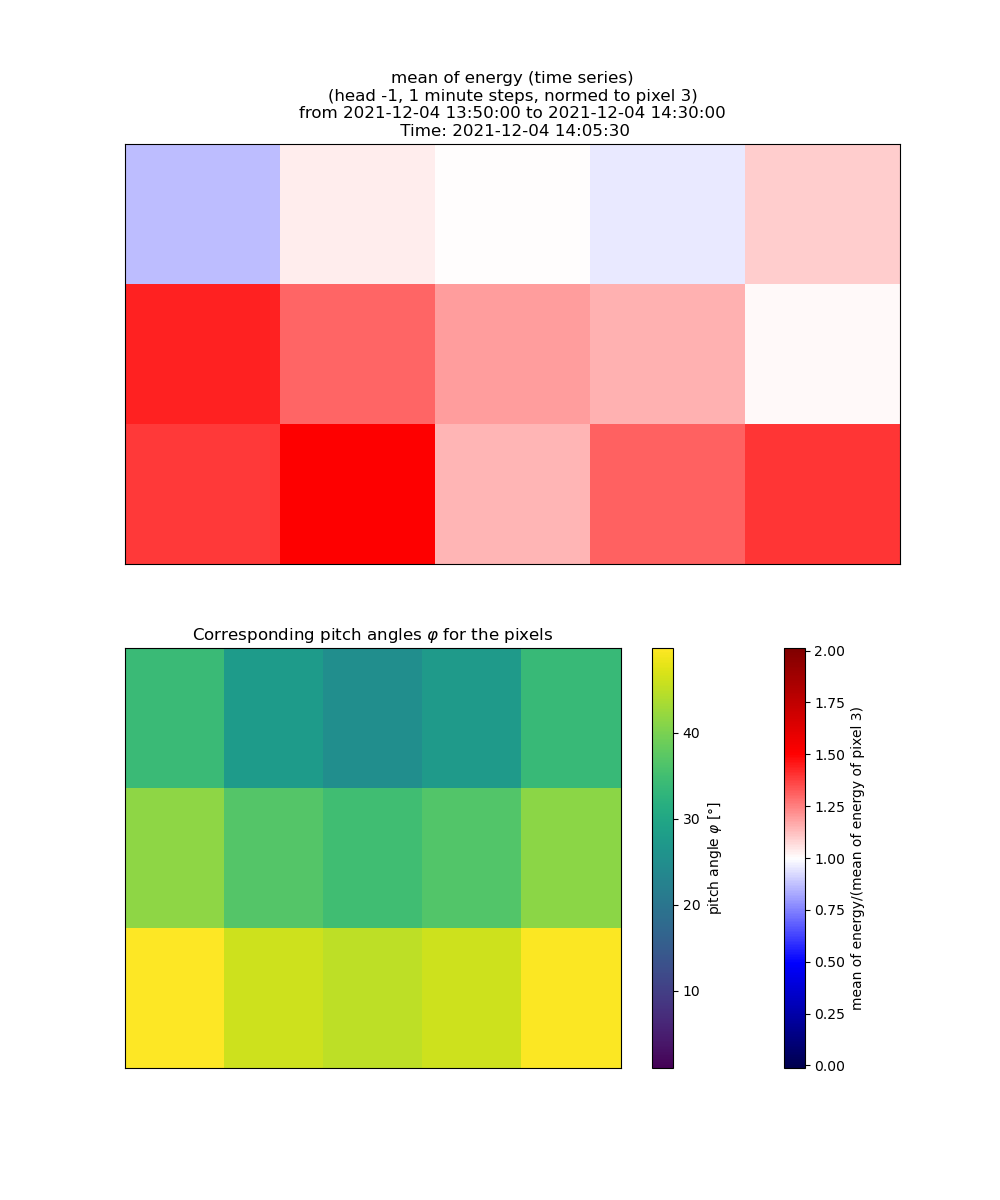 mean of energy (time series)
(head -1, 1 minute steps, normed to pixel 3)
from 2021-12-04 13:50:00 to 2021-12-04 14:30:00
Time: 2021-12-04 14:05:30
Corresponding pitch angles φ for the pixels
40
30
20
10
pitch angle φ [°]
2.00
1.75
1.50
1.25
1.00
0.75
0.50
0.25
0.00
mean of energy/(mean of energy of pixel 3)